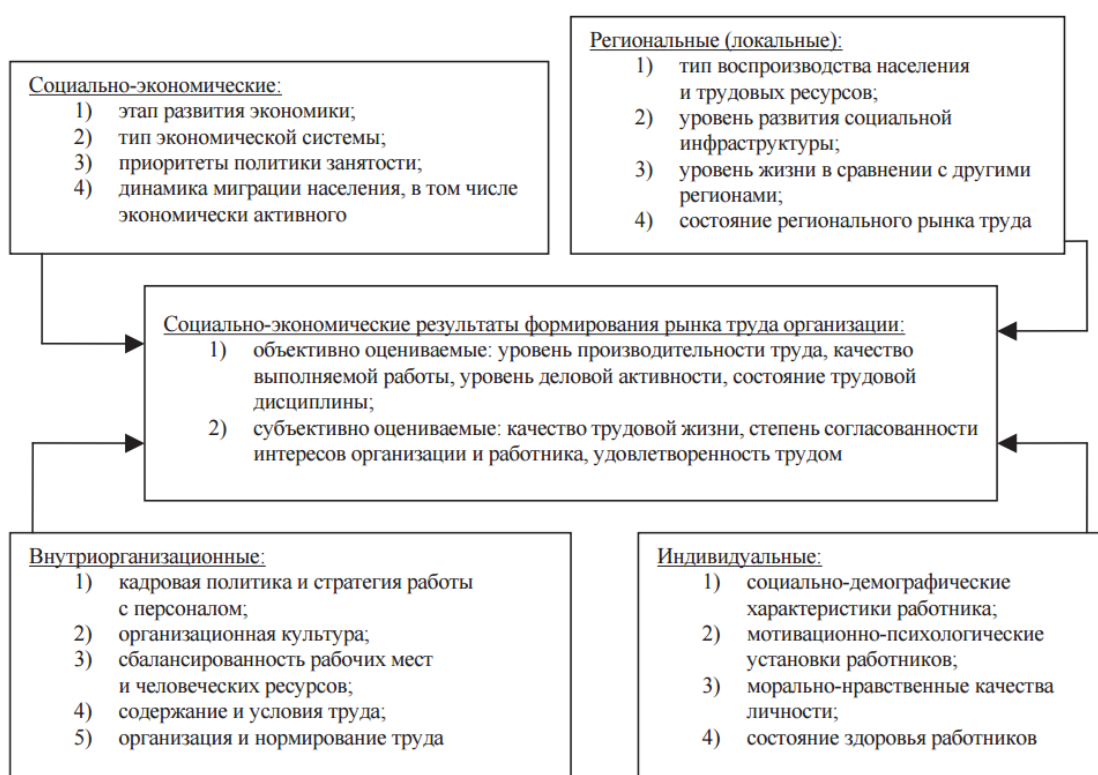 Социально-экономические:
1) этап развития экономики;
2) тип экономической системы;
3) приоритеты политики занятости;
4) динамика миграции населения, в том числе
экономически активного
Региональные (локальные):
1) тип воспроизводства населения
и трудовых ресурсов;
2) уровень развития социальной
инфраструктуры;
3) уровень жизни в сравнении с другими
регионами;
4) состояние регионального рынка труда
Социально-экономические результаты формирования рынка труда организации:
1) объективно оцениваемые: уровень производительности труда, качество
выполняемой работы, уровень деловой активности, состояние трудовой
дисциплины;
2) субъективно оцениваемые: качество трудовой жизни, степень согласованности
интересов организации и работника, удовлетворенность трудом
Внутриорганизационные:
1) кадровая политика и стратегия работы
с персоналом;
2) организационная культура;
3) сбалансированность рабочих мест
и человеческих ресурсов;
4) содержание и условия труда;
5) организация и нормирование труда
Индивидуальные:
1) социально-демографические
характеристики работника;
2) мотивационно-психологические
установки работников;
3) морально-нравственные качества
личности;
4) состояние здоровья работников